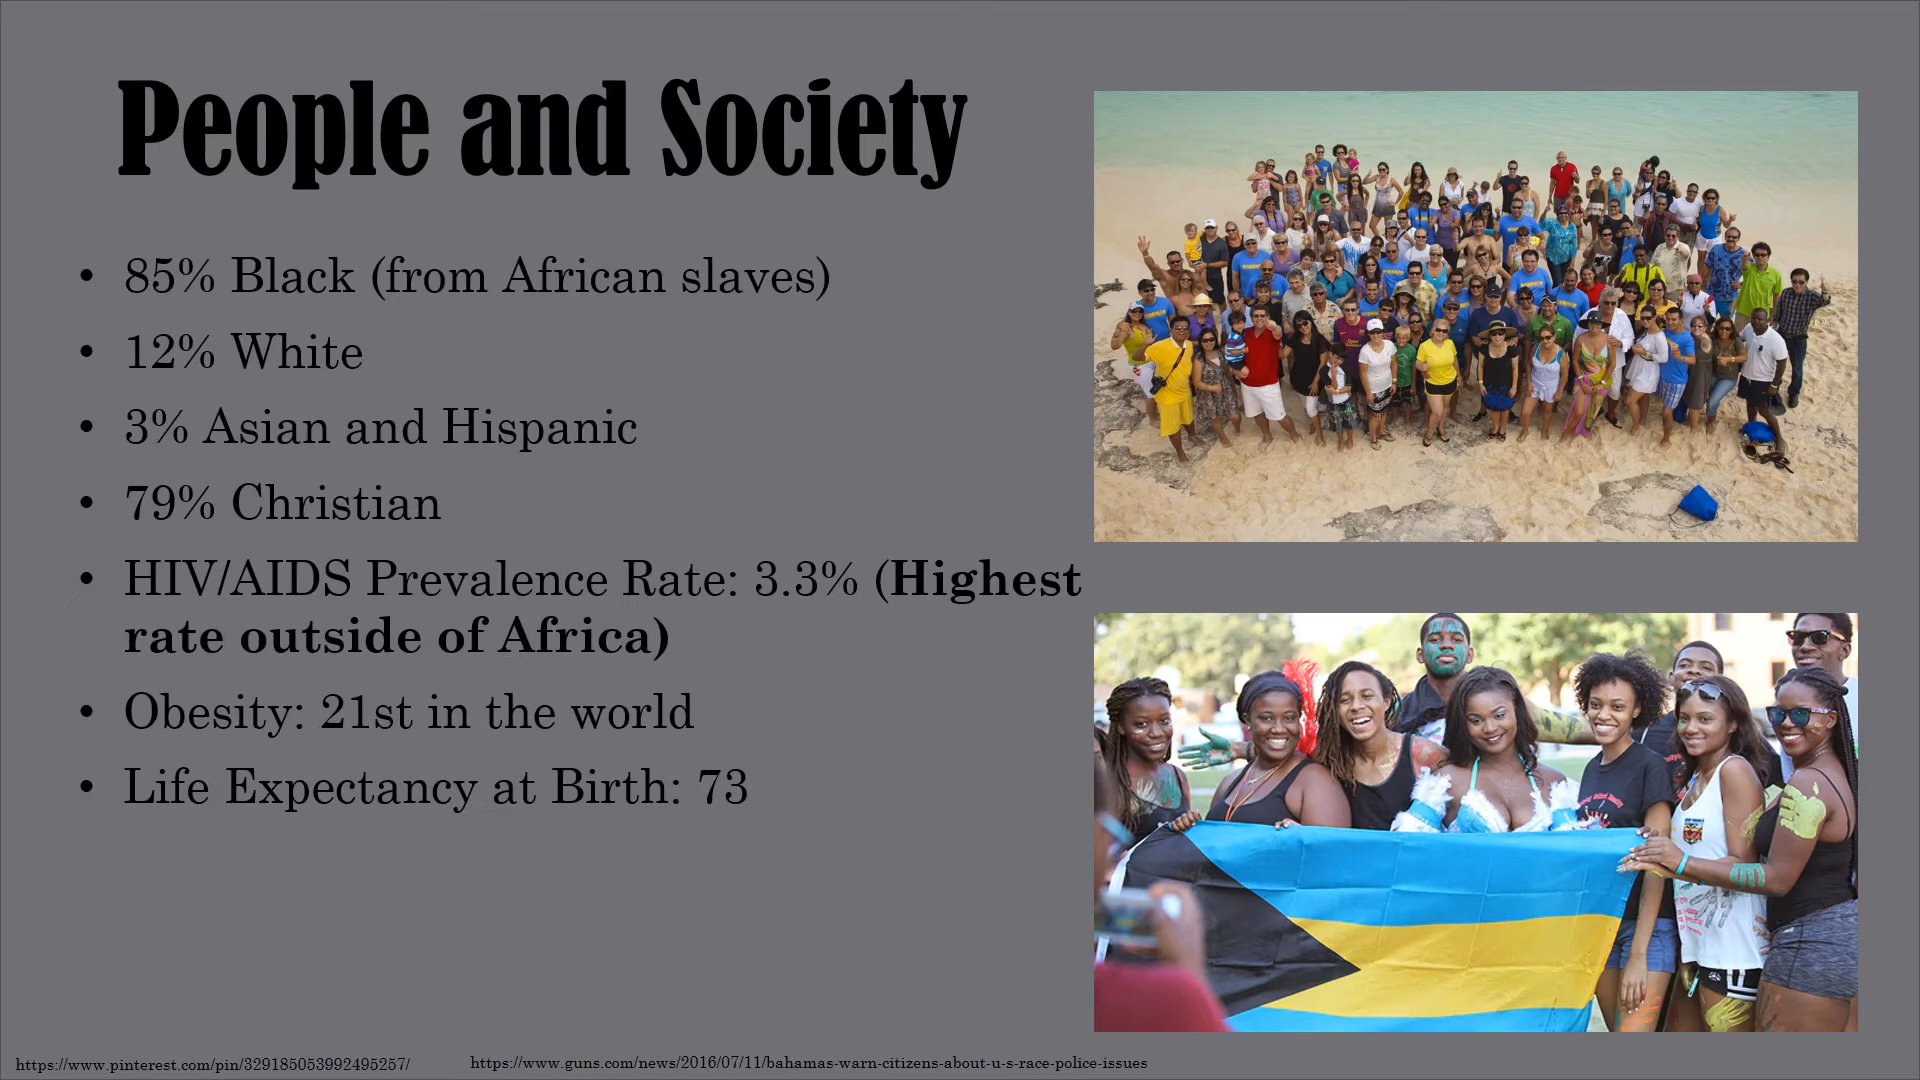 People and Society
• 85% Black (from African slaves)
• 12% White
• 3% Asian and Hispanic
• 79% Christian
• HIV/AIDS Prevalence Rate: 3.3% (Highest
rate outside of Africa)
• Obesity: 21st in the world
• Life Expectancy at Birth: 73
https://www.pinterest.com/pin/329185053992495257/
https://www.guns.com/news/2016/07/11/bahamas-warn-citizens-about-u-s-race-police-issues